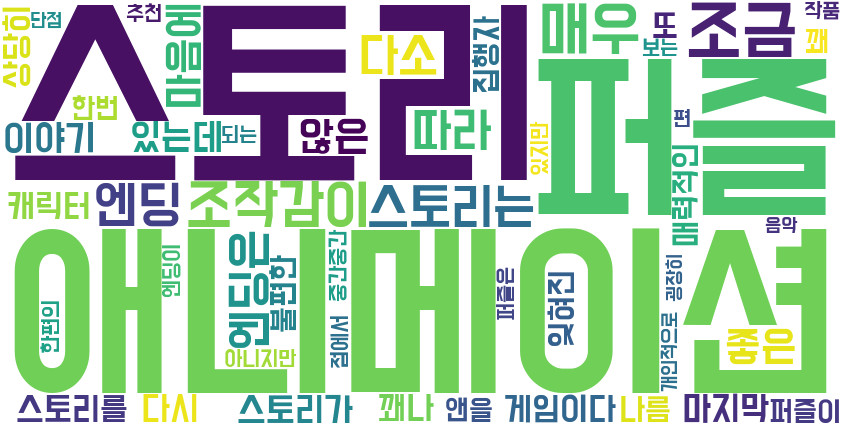 상당히
단점
스토리
추천
마음에
다소
집행자
매우
또
보는
조금
작품
꽤
한번
이야기
있는데
되는
않은
따라
있지만
퍼즐
편
매력적인
캐릭터
엔딩
조작감이
스토리는
음악
애니메이션
엔딩이
엔딩은
불편한
중간중간
퍼즐은
잊혀진
굉장히
한편의
아니지만
점에서
개인적으로
좋은
스토리를
다시
스토리가
꽤나
앤을
게임이다
나름
마지막
퍼즐이